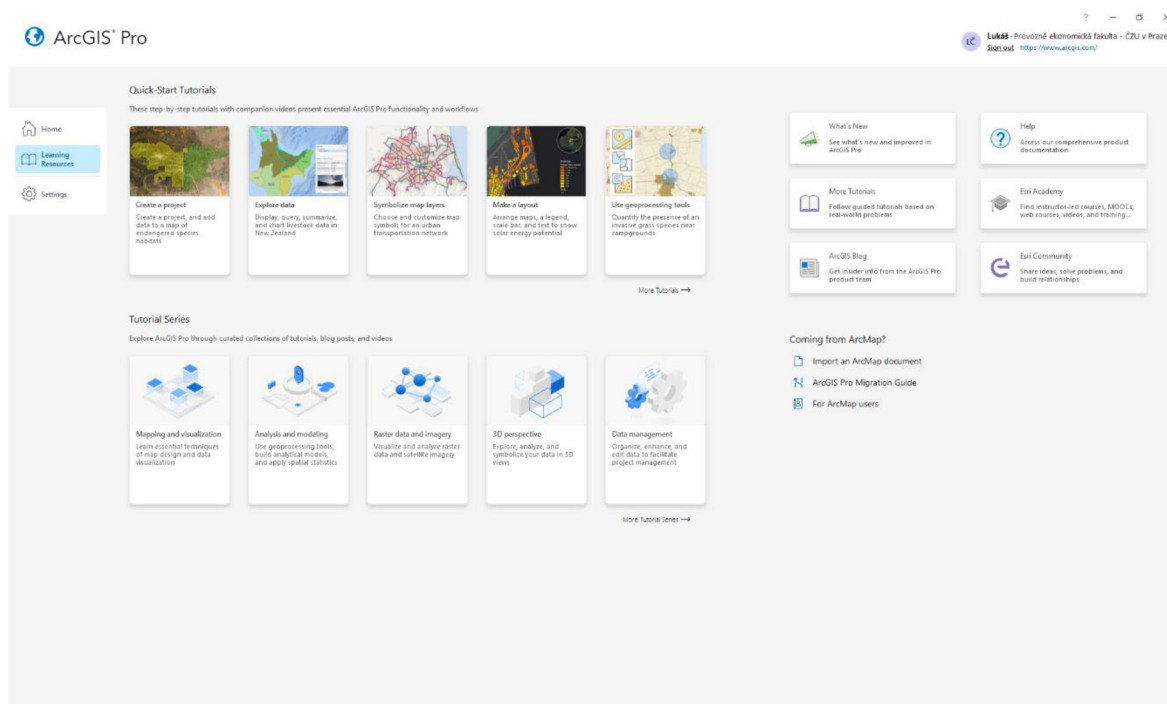 ArcGIS® Pro
LČ
Lukáš - Provozně ekonomická fakulta - ČZU v Praze
Sign out https://www.arcgis.com/
Home
Learning
Resources
Settings
Quick-Start Tutorials
These step-by-step tutorials with companion videos present essential ArcGIS Pro functionality and workflows
Create a project
Create a project, and add
data to a map of
endangered species
habitats
Explore data
Display, query, summarize,
and chart livestock data in
New Zealand
Symbolize map layers
Choose and customize map
symbols for an urban
transportation network
Make a layout
Arrange maps, a legend,
scale bar, and text to show
solar energy potential
Use geoprocessing tools
Quantify the presence of an
invasive grass species near
campgrounds
More Tutorials →
Tutorial Series
Explore ArcGIS Pro through curated collections of tutorials, blog posts, and videos
Mapping and visualization
Learn essential techniques
of map design and data
visualization
Analysis and modeling
Use geoprocessing tools,
build analytical models,
and apply spatial statistics
Raster data and imagery
Visualize and analyze raster
data and satellite imagery
3D perspective
Explore, analyze, and
symbolize your data in 3D
views
Data management
Organize, enhance, and
edit data to facilitate
project management
More Tutorial Series →
What's New
See what's new and improved in
ArcGIS Pro
Help
Access our comprehensive product
documentation
More Tutorials
Follow guided tutorials based on
real-world problems
Esri Academy
Find instructor-led courses, MOOCs,
web courses, videos, and training...
ArcGIS Blog
Get insider info from the ArcGIS Pro
product team
Esri Community
Share ideas, solve problems, and
build relationships
Coming from ArcMap?
Import an ArcMap document
ArcGIS Pro Migration Guide
For ArcMap users